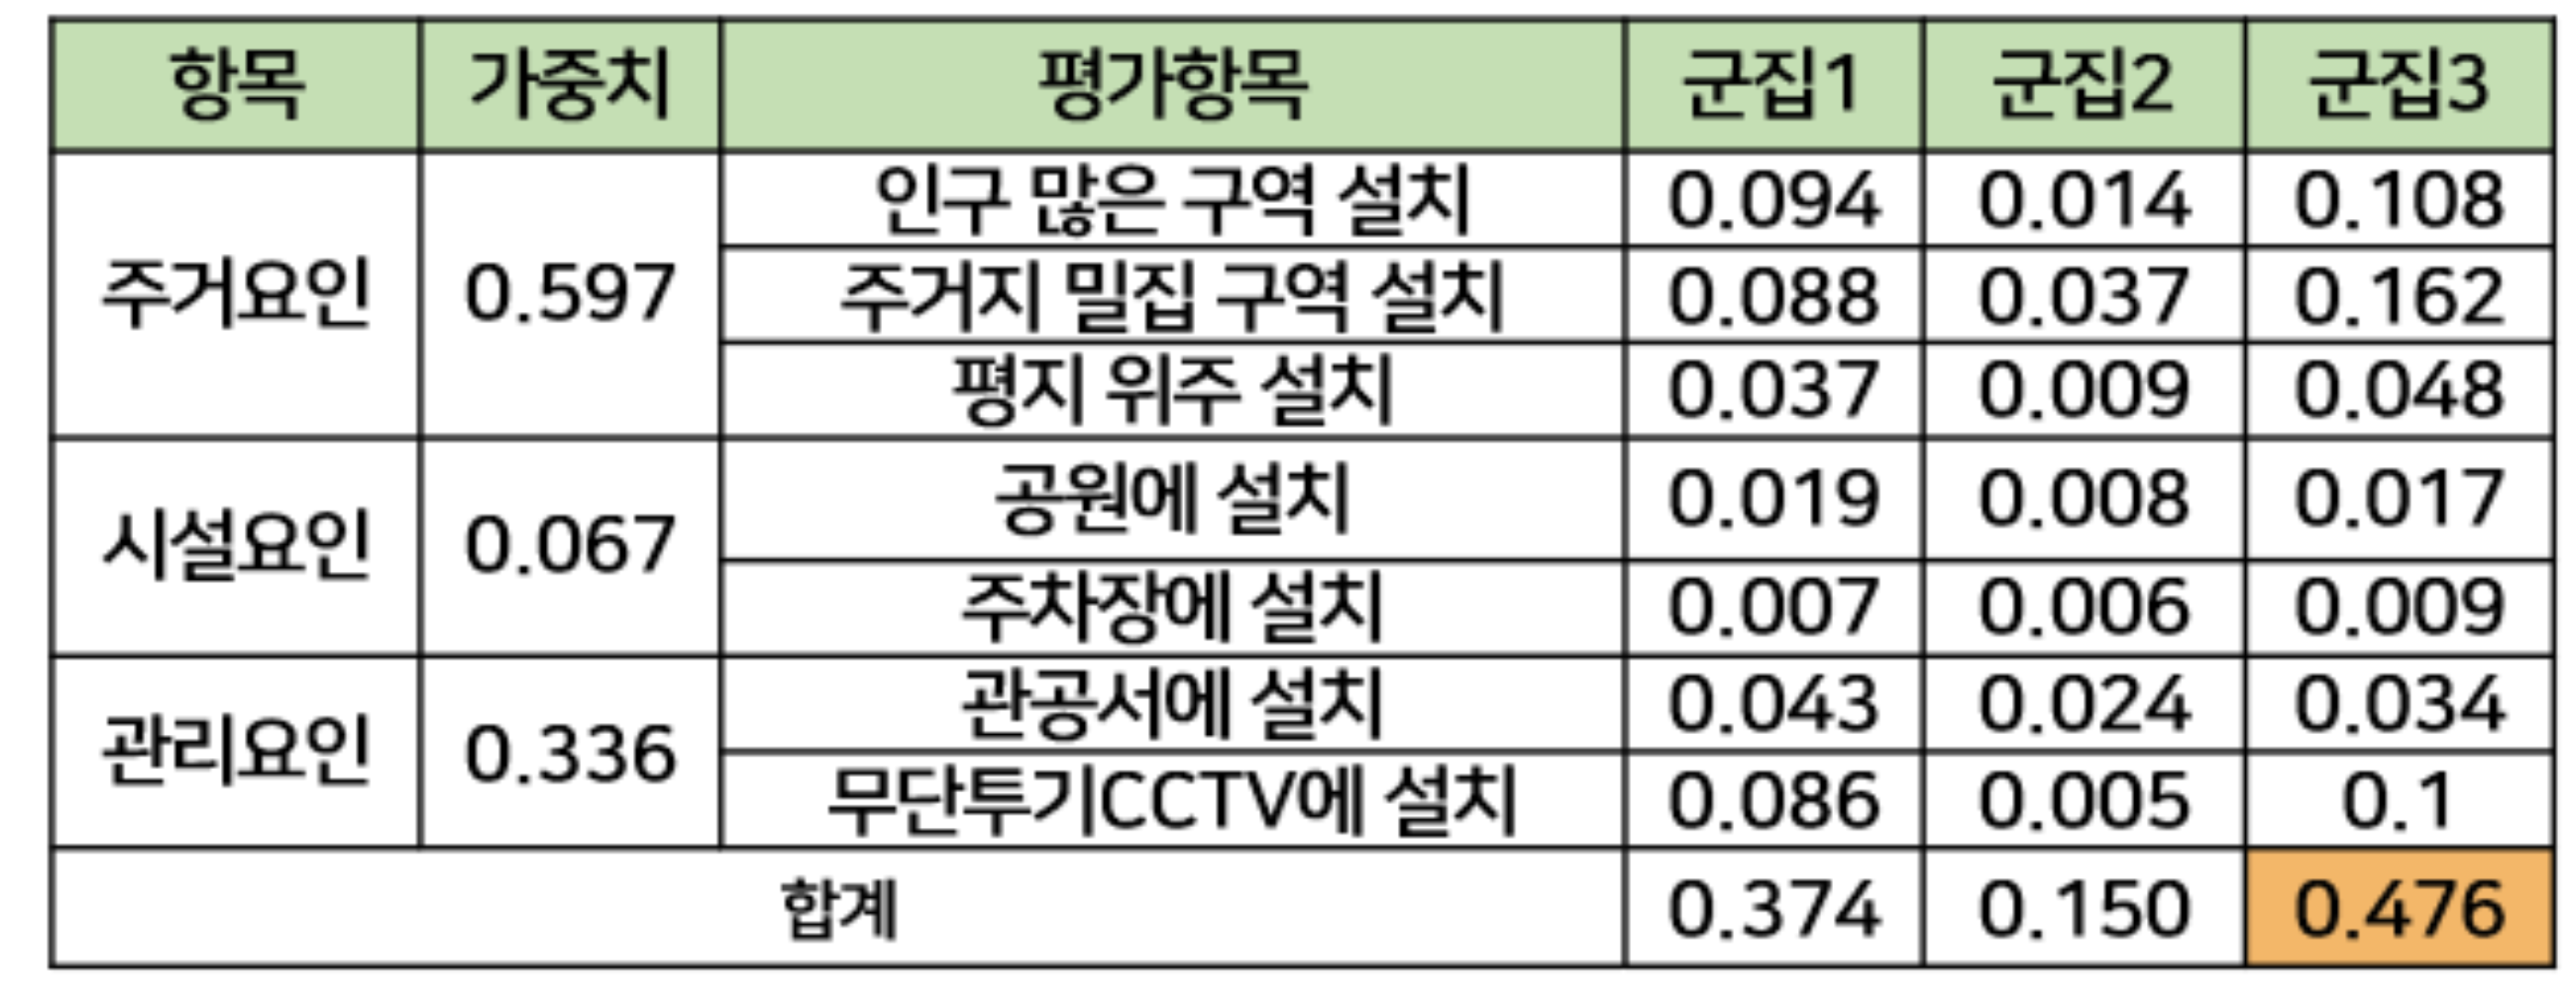 항목 가중치 평가항목 군집1 군집2 군집3
주거요인 0.597 인구 많은 구역 설치 0.094 0.014 0.108
주거지 밀집 구역 설치 0.088 0.037 0.162
평지 위주 설치 0.037 0.009 0.048
시설요인 0.067 공원에 설치 0.019 0.008 0.017
주차장에 설치 0.007 0.006 0.009
관리요인 0.336 관공서에 설치 0.043 0.024 0.034
무단투기CCTV에 설치 0.086 0.005 0.1
합계 0.374 0.150 0.476